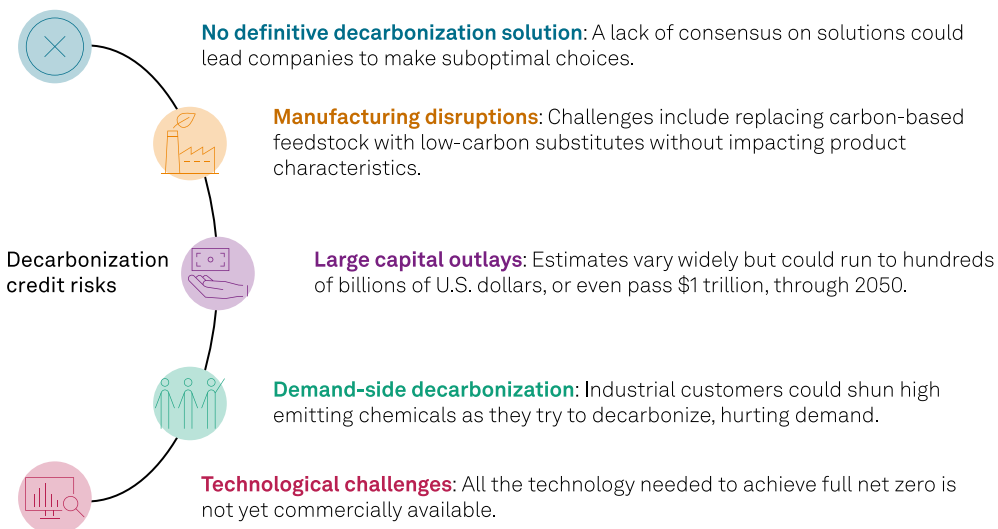 No definitive decarbonization solution: A lack of consensus on solutions could
lead companies to make suboptimal choices.
Manufacturing disruptions: Challenges include replacing carbon-based
feedstock with low-carbon substitutes without impacting product
characteristics.
Decarbonization
credit risks
Large capital outlays: Estimates vary widely but could run to hundreds
of billions of U.S. dollars, or even pass $1 trillion, through 2050.
Demand-side decarbonization: Industrial customers could shun high
emitting chemicals as they try to decarbonize, hurting demand.
Technological challenges: All the technology needed to achieve full net zero is
not yet commercially available.